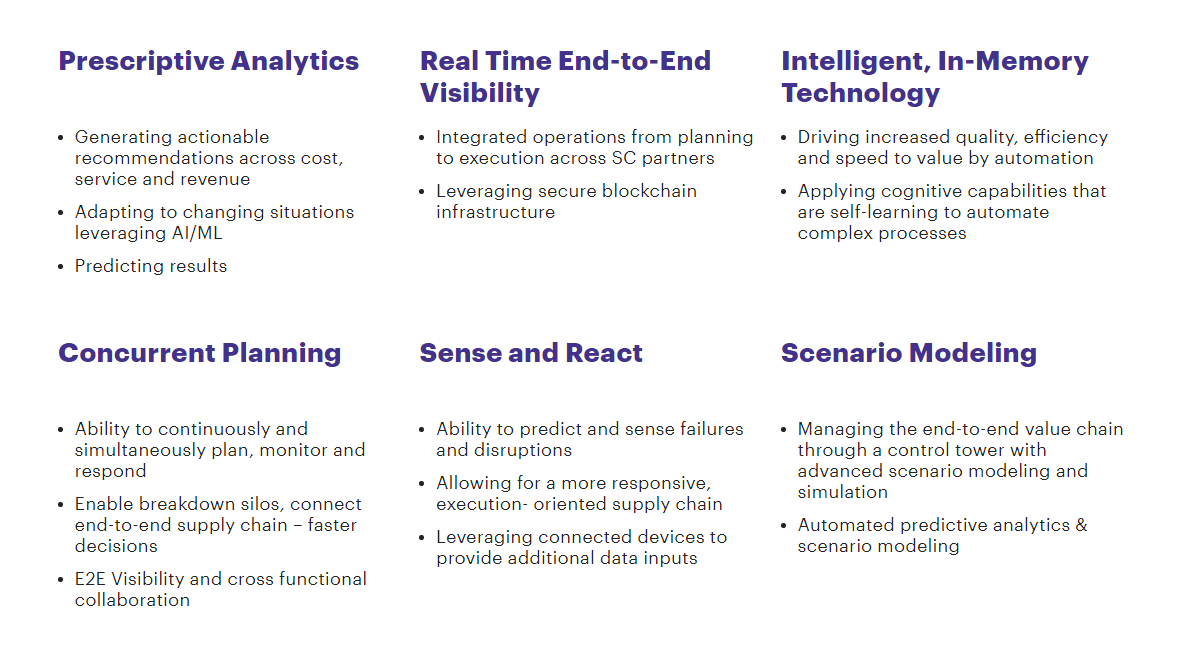 Prescriptive Analytics
• Generating actionable
recommendations across cost,
service and revenue
• Adapting to changing situations
leveraging AI/ML
• Predicting results
Real Time End-to-End
Visibility
• Integrated operations from planning
to execution across SC partners
• Leveraging secure blockchain
infrastructure
Intelligent, In-Memory
Technology
• Driving increased quality, efficiency
and speed to value by automation
• Applying cognitive capabilities that
are self-learning to automate
complex processes
Concurrent Planning
• Ability to continuously and
simultaneously plan, monitor and
respond
• Enable breakdown silos, connect
end-to-end supply chain – faster
decisions
• E2E Visibility and cross functional
collaboration
Sense and React
• Ability to predict and sense failures
and disruptions
• Allowing for a more responsive,
execution- oriented supply chain
• Leveraging connected devices to
provide additional data inputs
Scenario Modeling
• Managing the end-to-end value chain
through a control tower with
advanced scenario modeling and
simulation
• Automated predictive analytics &
scenario modeling